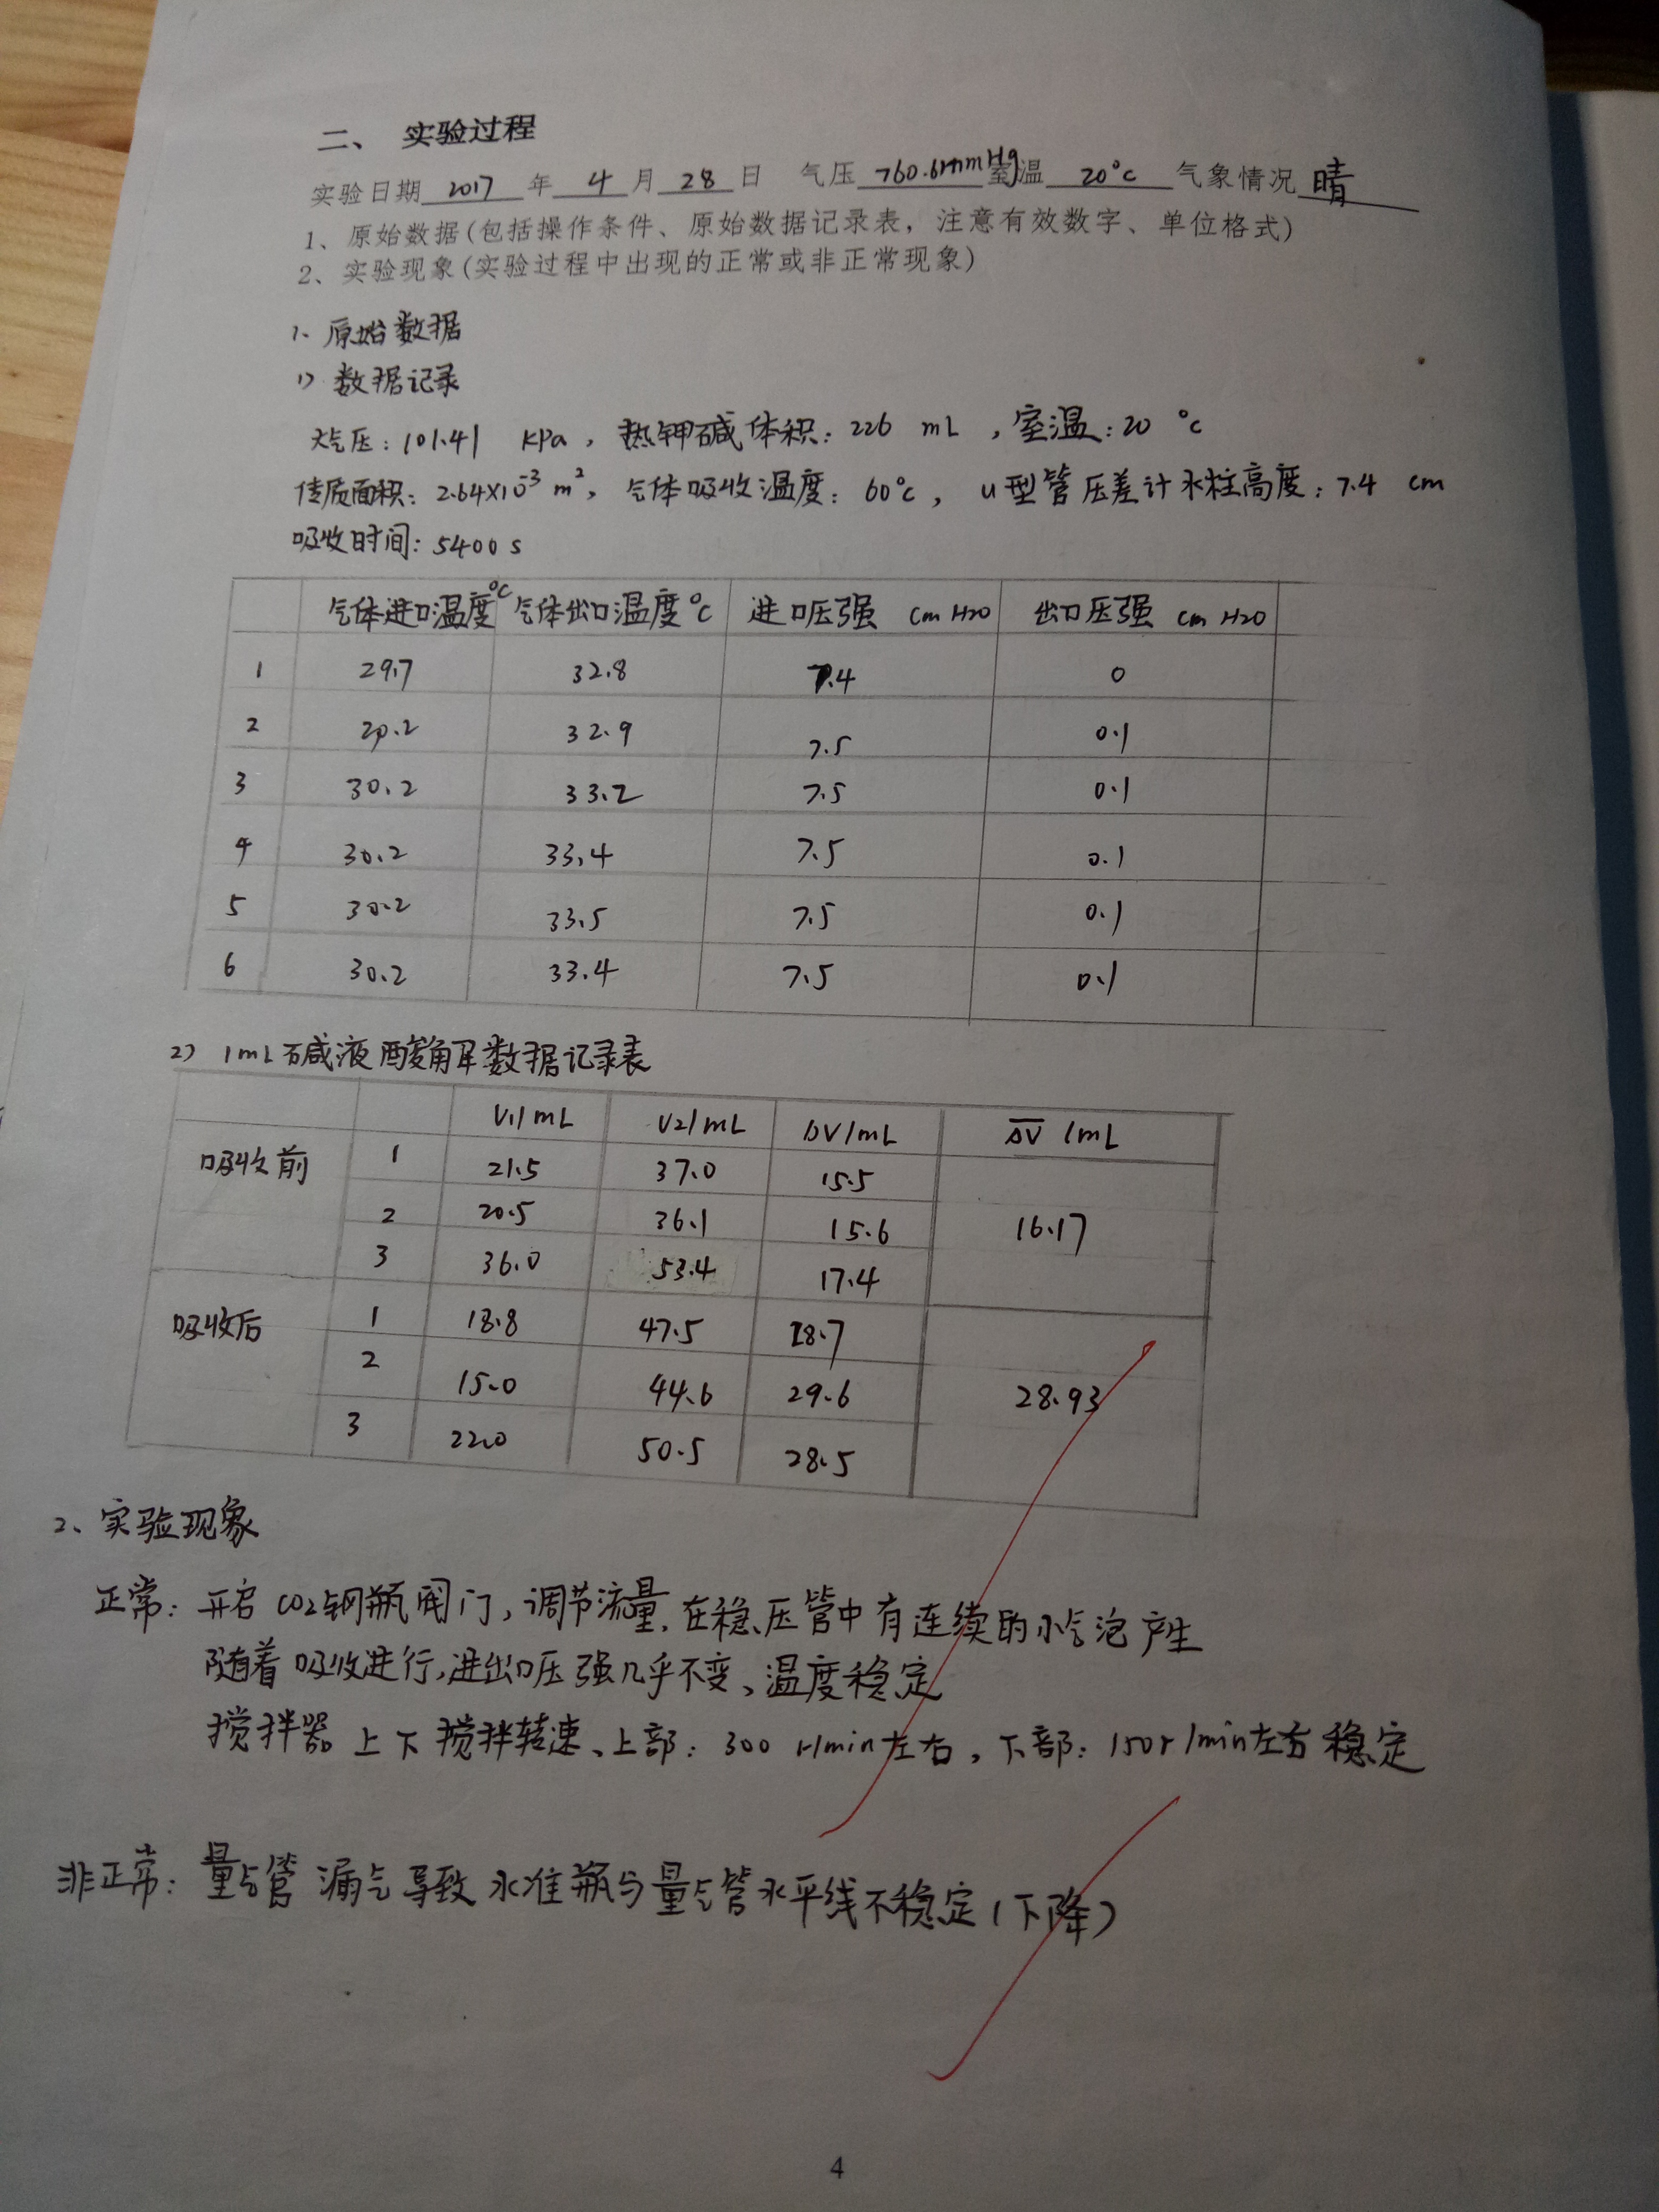 二、 实验过程
实验日期 2017 年 4 月 28 日 气压 760.6mmHg 室温 20°C 气象情况 晴
1、原始数据(包括操作条件、原始数据记录表，注意有效数字、单位格式)
2、实验现象(实验过程中出现的正常或非正常现象)
1、原始数据
1) 数据记录
大气压：101.41 KPa，热钾碱体积：226 mL，室温：20 °C
传质面积：2.64×10⁻³ m²，气体吸收温度：60°C，U型管压差计水柱高度：7.4 cm
吸收时间：5400 s
气体进口温度°C 气体出口温度°C 进口压强 cm H2O 出口压强 cm H2O
1 29.7 32.8 7.4 0
2 32.9 7.5 0.1
3 30.2 33.2 7.5 0.1
4 30.2 33.4 7.5 0.1
5 30.2 33.5 7.5 0.1
6 30.2 33.4 7.5 0.1
2) 1mL碱液酸解数据记录表
V1/mL V2/mL ΔV/mL ΔV̅ /mL
吸收前 1 21.5 37.0 15.5
2 20.5 36.1 15.6 16.17
3 36.0 53.4 17.4
吸收后 1 18.8 47.5 28.7
2 15.0 44.6 29.6 28.93
3 22.0 50.5 28.5
2、实验现象
正常：开启CO2钢瓶阀门，调节流量，在稳压管中有连续的小气泡产生
随着吸收进行，进出口压强几乎不变、温度稳定
搅拌器上下搅拌转速、上部：300 r/min左右，下部：150r/min左右稳定
非正常：量气管漏气导致水准瓶与量气管水平线不稳定(下降)
4